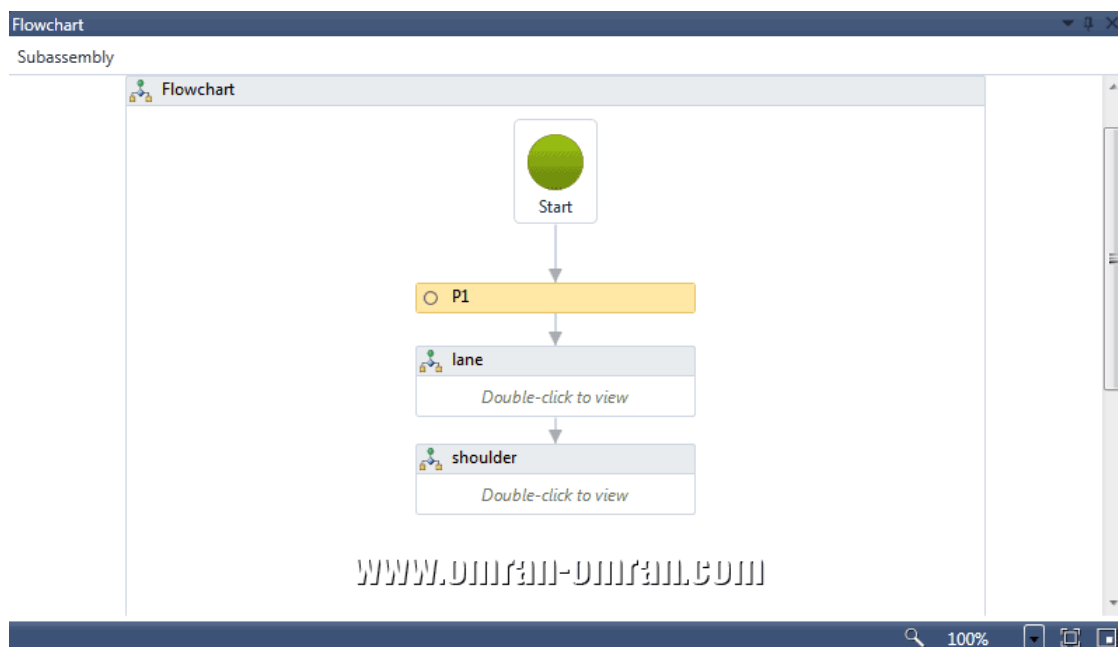 Flowchart
Subassembly
Flowchart
Start
P1
lane
Double-click to view
shoulder
Double-click to view
www.omran-omran.com
100%